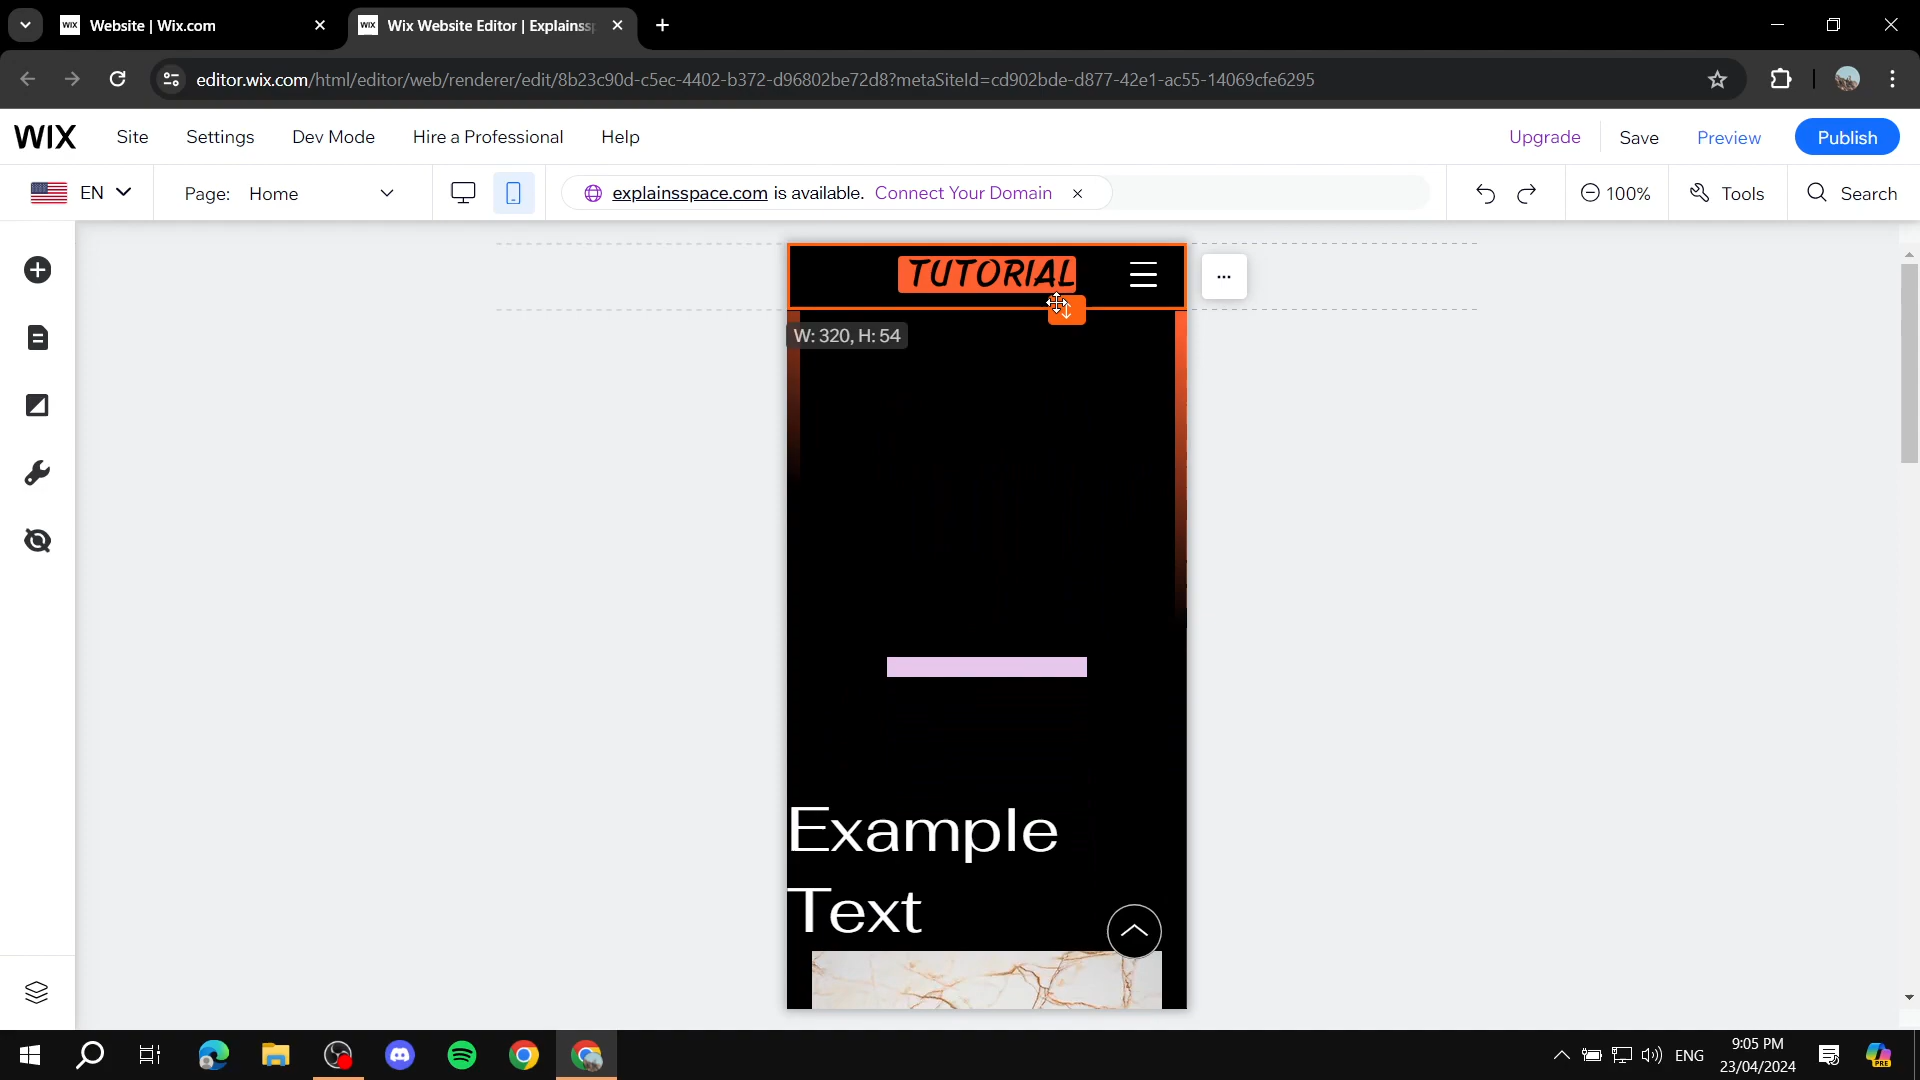 WIX Website | Wix.com
WIX Wix Website Editor | Explainss
editor.wix.com/html/editor/web/renderer/edit/8b23c90d-c5ec-4402-b372-d96802be72d8?metaSiteId=cd902bde-d877-42e1-ac55-14069cfe6295
WIX Site Settings Dev Mode Hire a Professional Help Upgrade Save Preview Publish
EN Page: Home explainsspace.com is available. Connect Your Domain 100% Tools Search
TUTORIAL
W: 320, H: 54
Example
Text
ENG
9:05 PM
23/04/2024
PRE